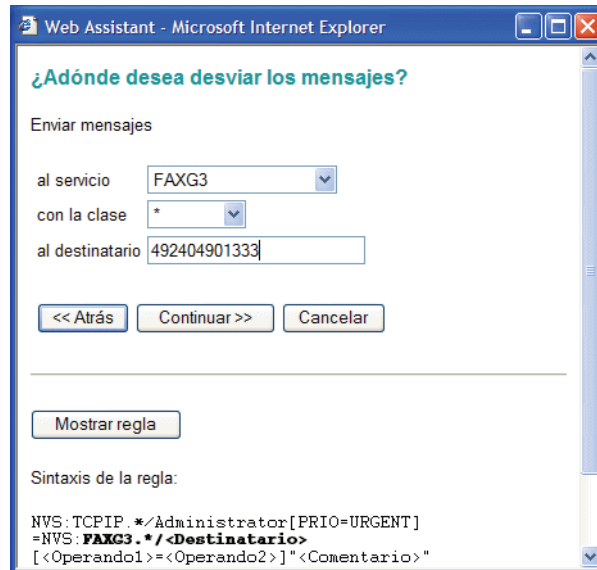 Web Assistant - Microsoft Internet Explorer
¿Adónde desea desviar los mensajes?
Enviar mensajes
al servicio FAXG3
con la clase *
al destinatario 492404901333
<< Atrás Continuar >> Cancelar
Mostrar regla
Sintaxis de la regla:
NVS:TCPIP.*/Administrator[PRIO=URGENT]
=NVS:FAXG3.*/<Destinatario>
[<Operando1>=<Operando2>]"<Comentario>"